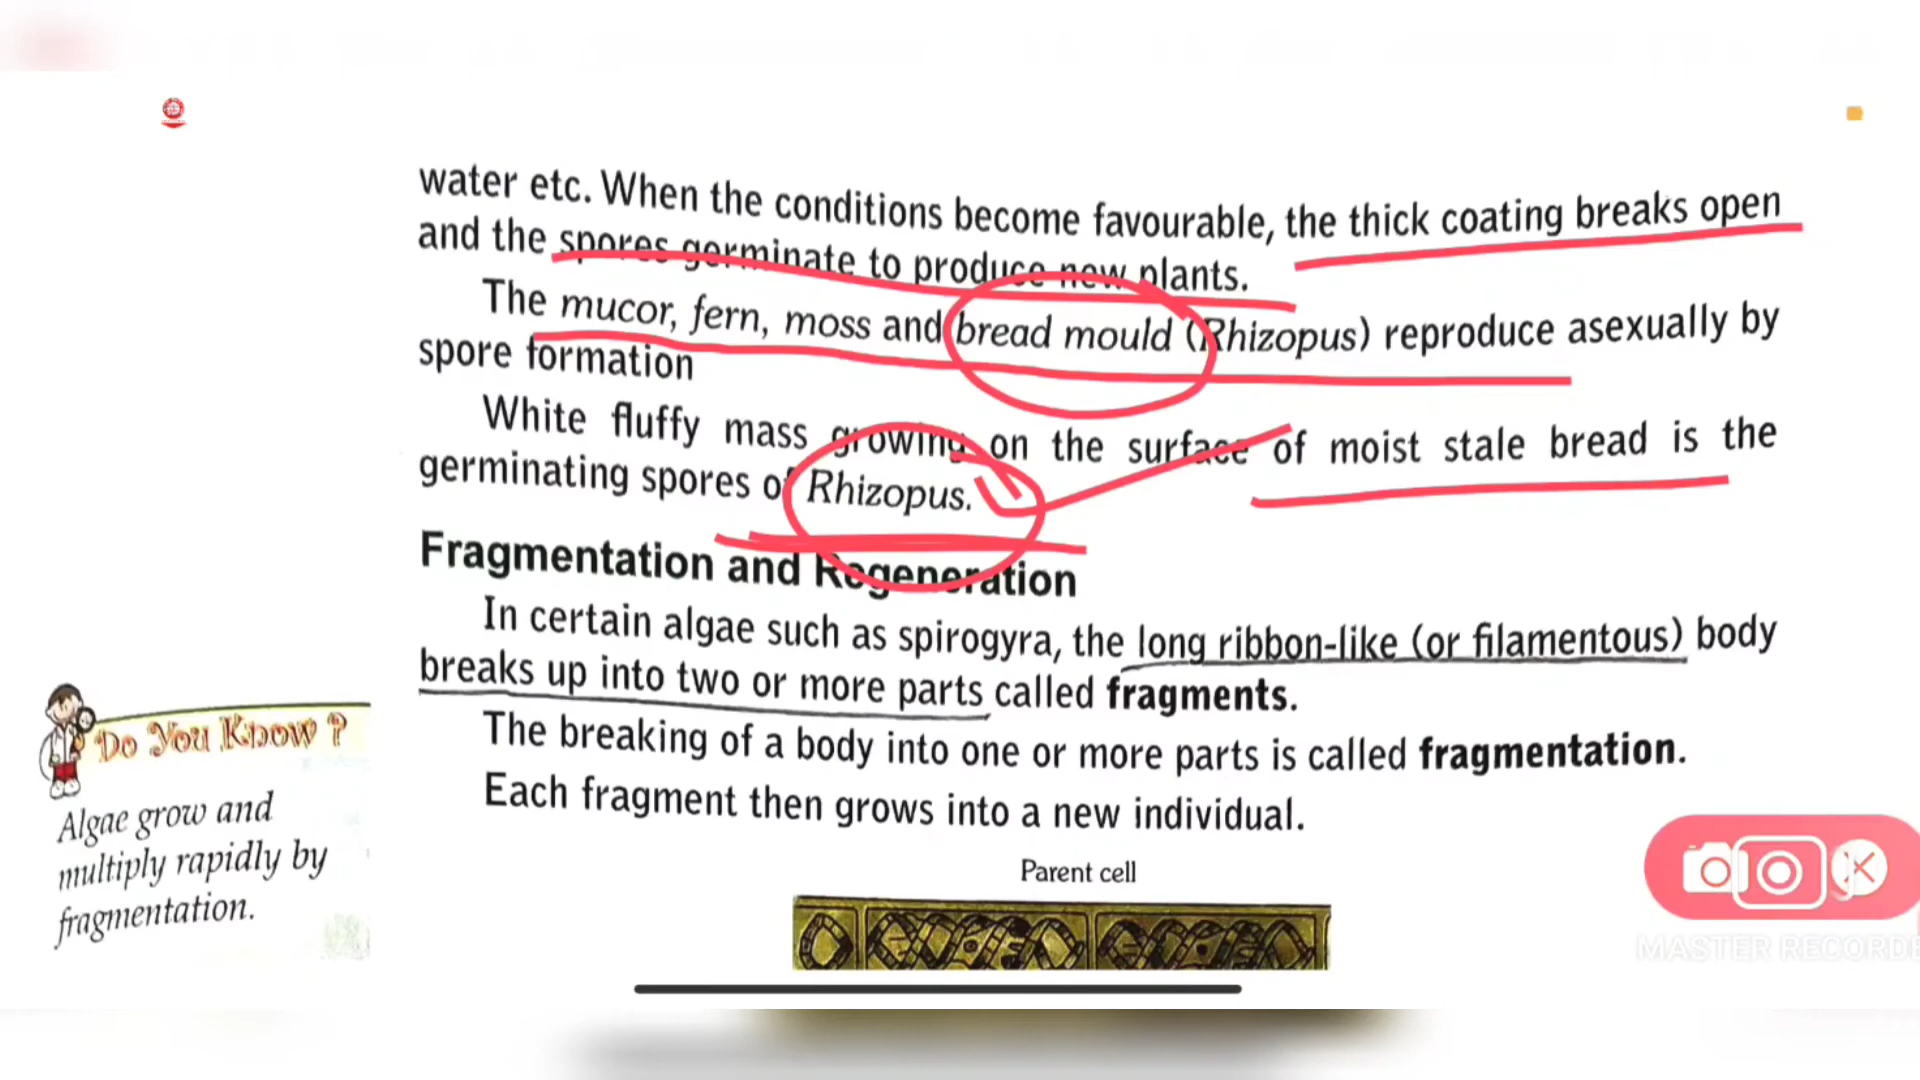 water etc. When the conditions become favourable, the thick coating breaks open
and the spores germinate to produce new plants.
The mucor, fern, moss and bread mould (Rhizopus) reproduce asexually by
spore formation
White fluffy mass growing on the surface of moist stale bread is the
germinating spores of Rhizopus.
Fragmentation and Regeneration
In certain algae such as spirogyra, the long ribbon-like (or filamentous) body
breaks up into two or more parts called fragments.
The breaking of a body into one or more parts is called fragmentation.
Each fragment then grows into a new individual.
Parent cell
Do You Know ?
Algae grow and
multiply rapidly by
fragmentation.
MASTER RECORDE